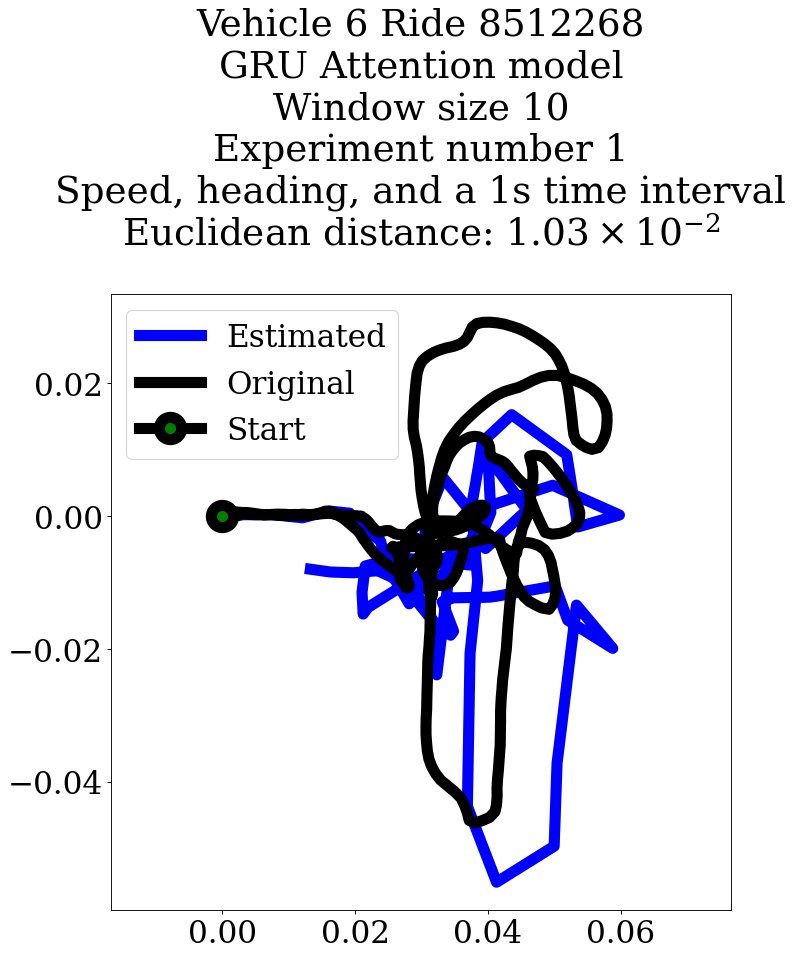 Vehicle 6 Ride 8512268
GRU Attention model
Window size 10
Experiment number 1
Speed, heading, and a 1s time interval
Euclidean distance: $1.03 \times 10^{-2}$
Estimated
Original
Start
0.02
0.00
−0.02
−0.04
0.00 0.02 0.04 0.06